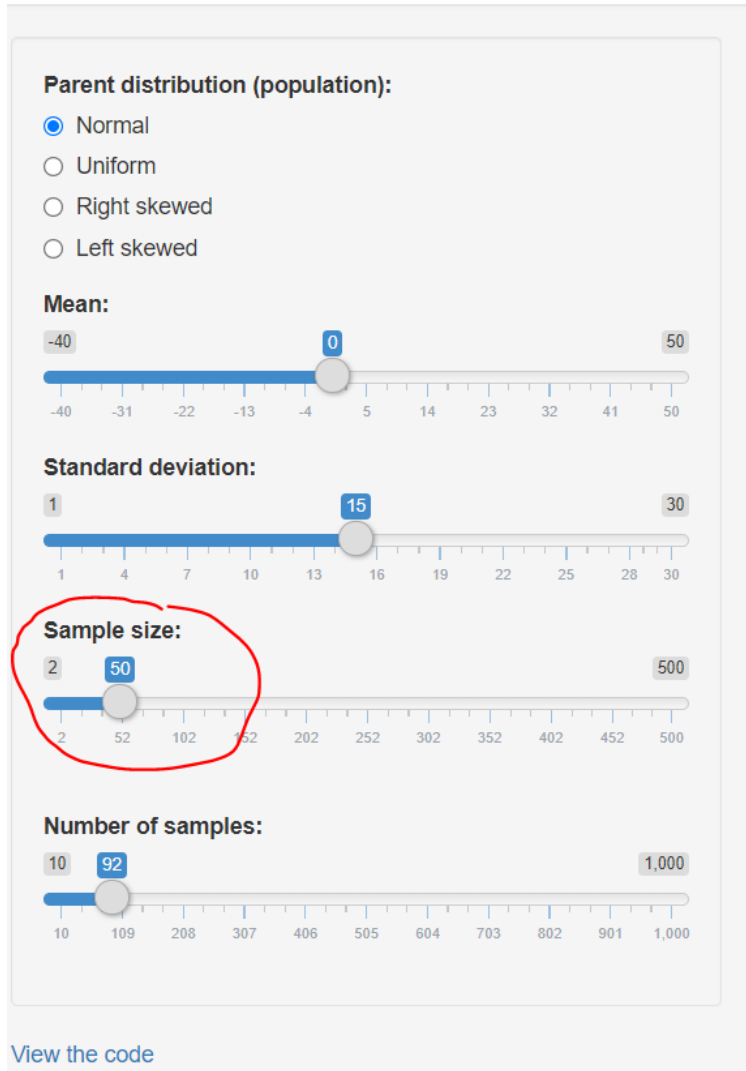 Parent distribution (population):
Normal
Uniform
Right skewed
Left skewed
Mean:
-40 0 50
-40 -31 -22 -13 -4 5 14 23 32 41 50
Standard deviation:
1 15 30
1 4 7 10 13 16 19 22 25 28 30
Sample size:
2 50 500
2 52 102 152 202 252 302 352 402 452 500
Number of samples:
10 92 1,000
10 109 208 307 406 505 604 703 802 901 1,000
View the code